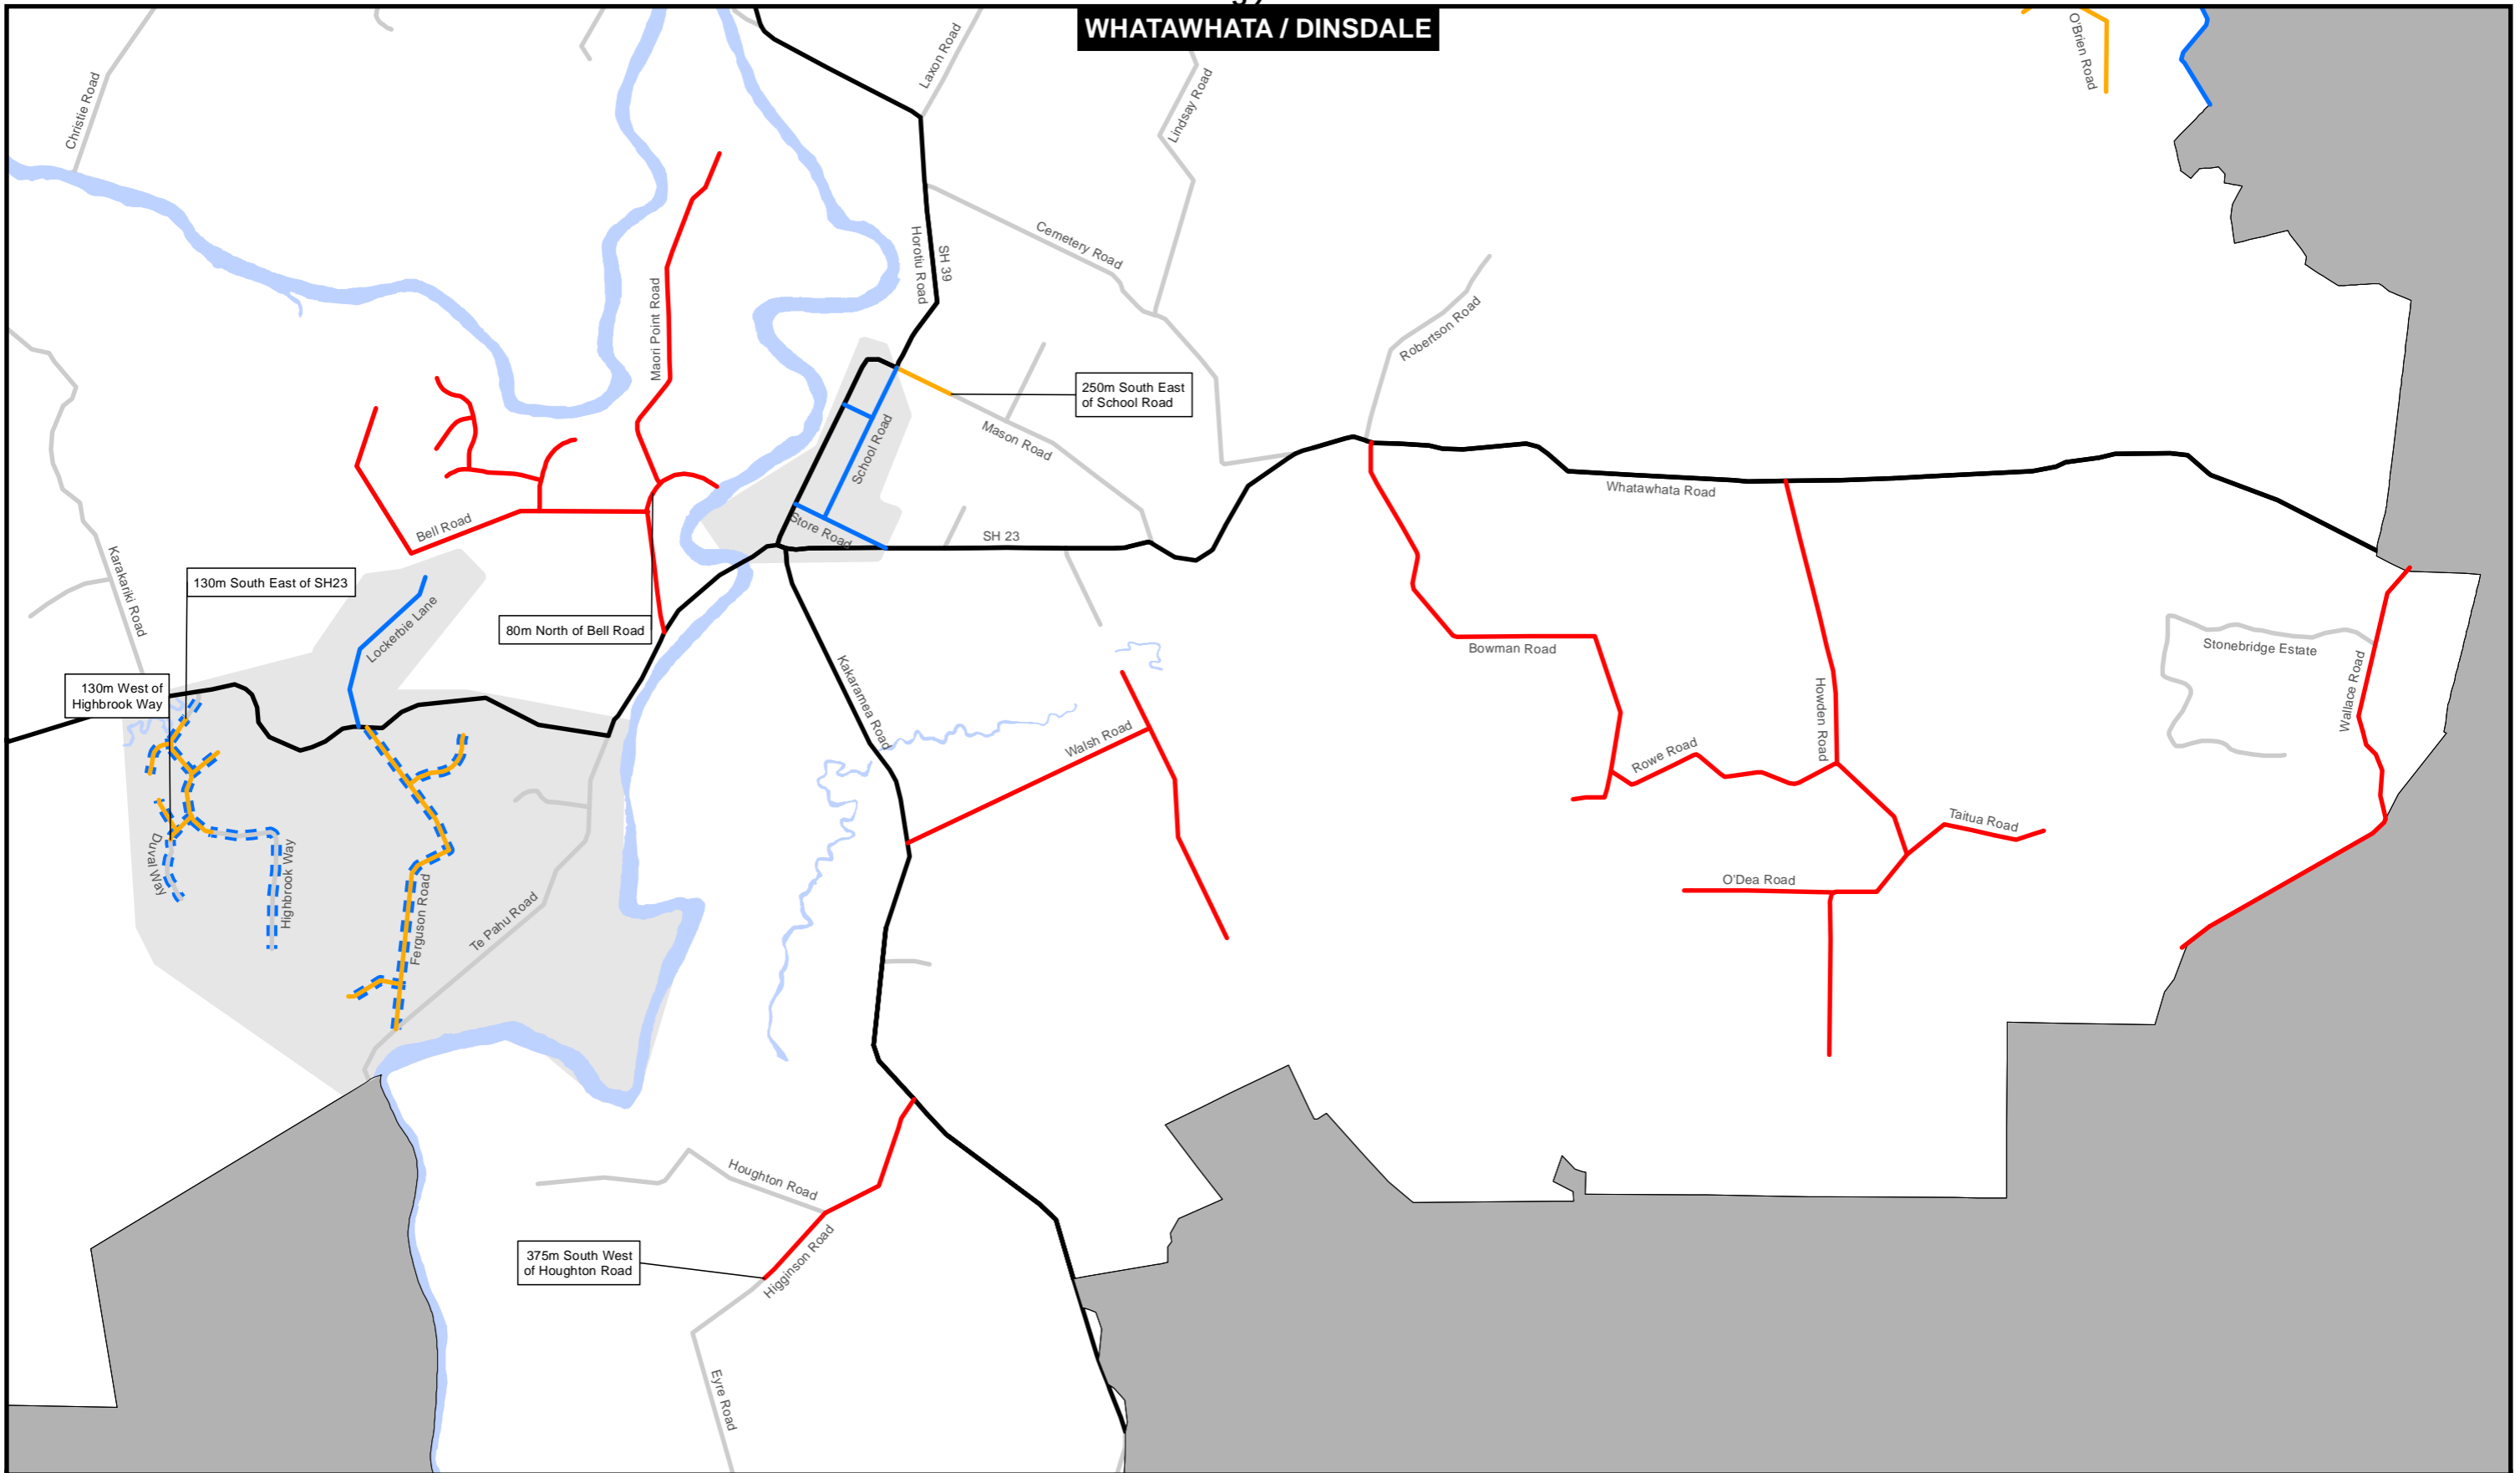 WHATAWHATA / DINSDALE
Christie Road
Laxon Road
Lindsay Road
O'Brien Road
Cemetery Road
Horotiu Road
SH 39
Maori Point Road
Robertson Road
250m South East
of School Road
School Road
Mason Road
Whatawhata Road
Bell Road
Store Road
SH 23
Karakariki Road
130m South East of SH23
80m North of Bell Road
Lockerbie Lane
Bowman Road
Stonebridge Estate
Wallace Road
130m West of
Highbrook Way
Kakaramea Road
Walsh Road
Howden Road
Rowe Road
Taitua Road
O'Dea Road
Duval Way
Highbrook Way
Ferguson Road
Te Pahu Road
Houghton Road
375m South West
of Houghton Road
Higginson Road
Eyre Road